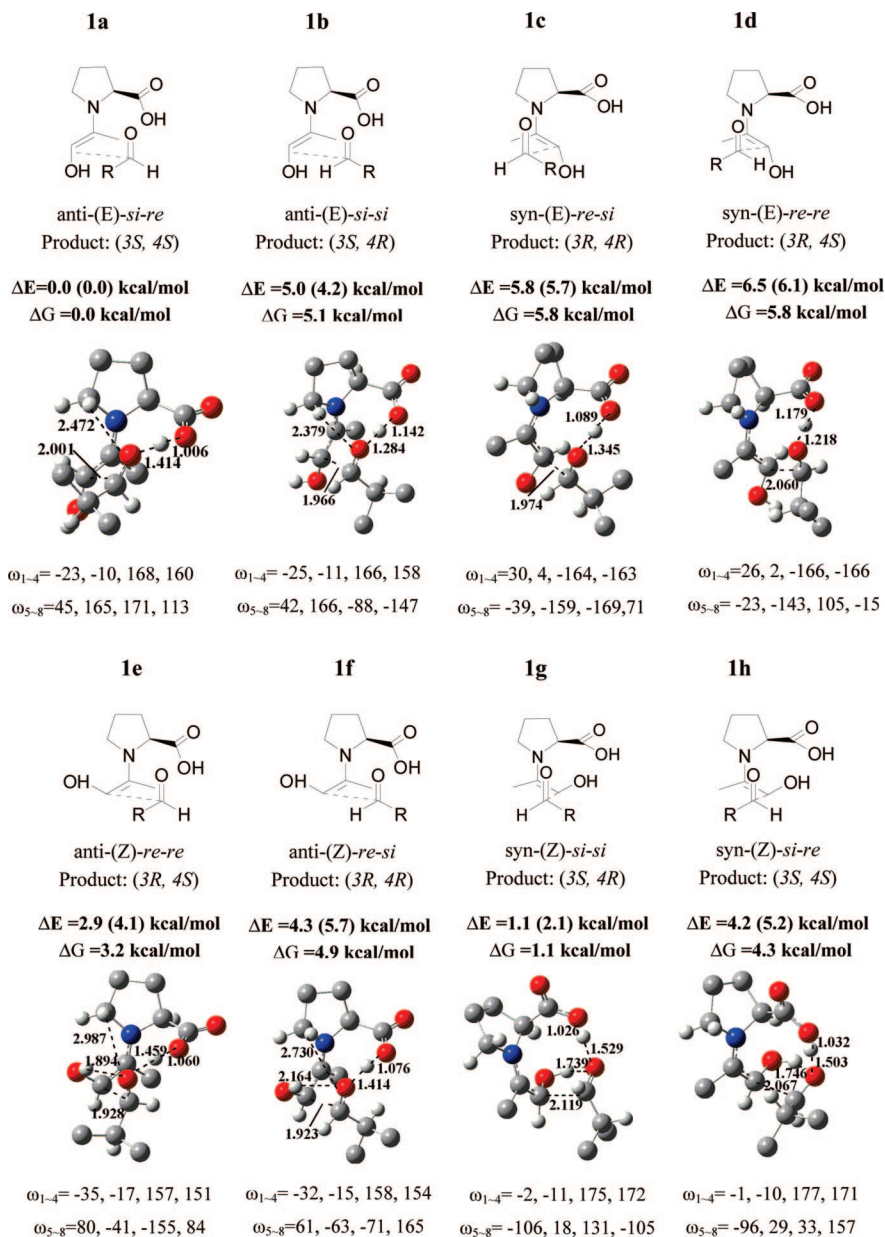 1a 1b 1c 1d
O OH N O OH R H
O OH N O OH H R
O OH N O H R OH
O OH N O R H OH
anti-(E)-si-re anti-(E)-si-si syn-(E)-re-si syn-(E)-re-re
Product: (3S, 4S) Product: (3S, 4R) Product: (3R, 4R) Product: (3R, 4S)
ΔE=0.0 (0.0) kcal/mol ΔE =5.0 (4.2) kcal/mol ΔE =5.8 (5.7) kcal/mol ΔE =6.5 (6.1) kcal/mol
ΔG =0.0 kcal/mol ΔG =5.1 kcal/mol ΔG =5.8 kcal/mol ΔG =5.8 kcal/mol
2.472 2.001 1.006 1.414
2.379 1.142 1.284 1.966
1.089 1.345 1.974
1.179 1.218 2.060
ω1~4= -23, -10, 168, 160 ω1~4= -25, -11, 166, 158 ω1~4=30, 4, -164, -163 ω1~4=26, 2, -166, -166
ω5~8=45, 165, 171, 113 ω5~8= 42, 166, -88, -147 ω5~8= -39, -159, -169,71 ω5~8= -23, -143, 105, -15
1e 1f 1g 1h
O OH N O OH R H
O OH N O OH H R
O OH N O OH H R
O OH N O OH R H
anti-(Z)-re-re anti-(Z)-re-si syn-(Z)-si-si syn-(Z)-si-re
Product: (3R, 4S) Product: (3R, 4R) Product: (3S, 4R) Product: (3S, 4S)
ΔE =2.9 (4.1) kcal/mol ΔE =4.3 (5.7) kcal/mol ΔE =1.1 (2.1) kcal/mol ΔE =4.2 (5.2) kcal/mol
ΔG =3.2 kcal/mol ΔG =4.9 kcal/mol ΔG =1.1 kcal/mol ΔG =4.3 kcal/mol
2.987 1.459 1.060 1.894 1.928
2.730 1.076 2.164 1.414 1.923
1.026 1.529 1.739 2.119
1.032 1.503 1.746 2.067
ω1~4= -35, -17, 157, 151 ω1~4= -32, -15, 158, 154 ω1~4= -2, -11, 175, 172 ω1~4= -1, -10, 177, 171
ω5~8=80, -41, -155, 84 ω5~8=61, -63, -71, 165 ω5~8= -106, 18, 131, -105 ω5~8= -96, 29, 33, 157